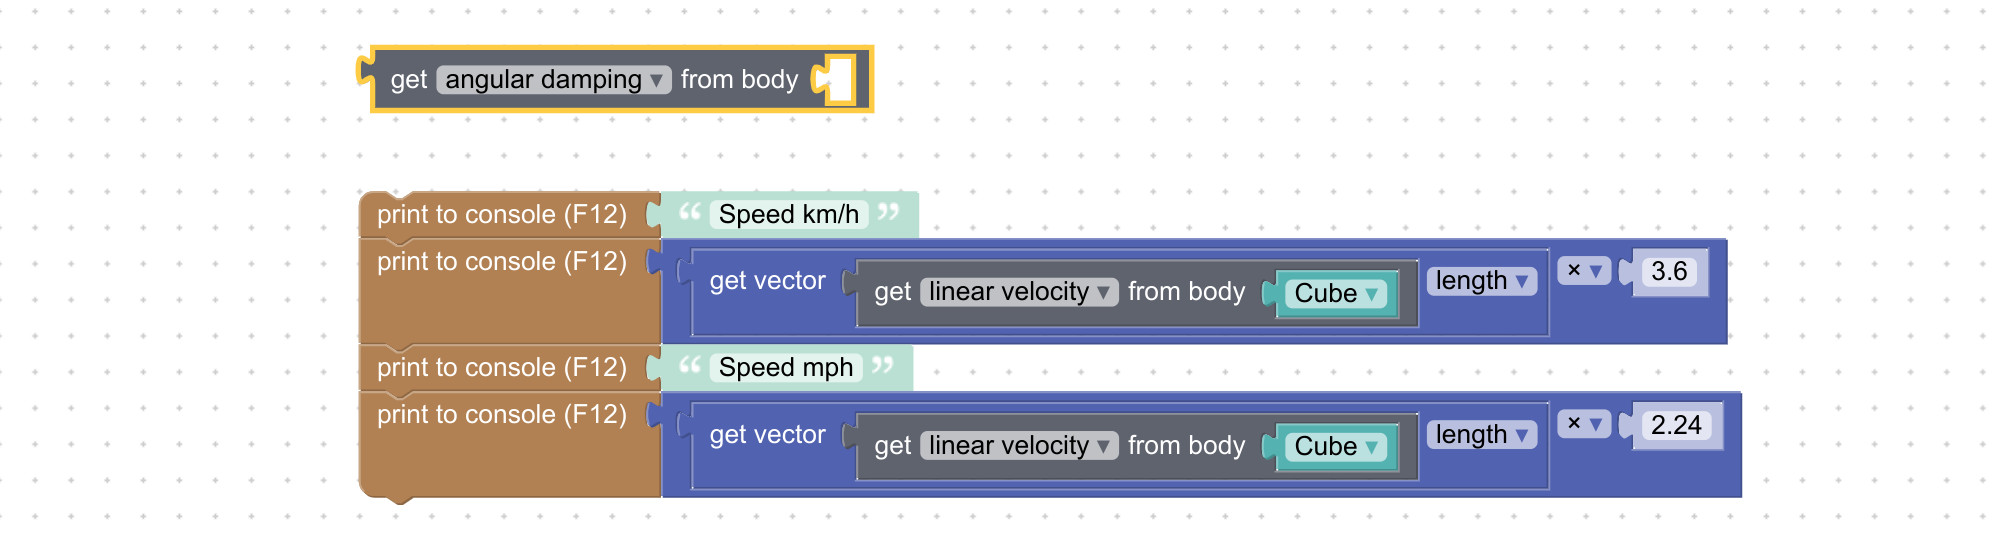 get angular damping ▾ from body
print to console (F12) “ Speed km/h ”
print to console (F12) get vector get linear velocity ▾ from body Cube ▾ length ▾ × ▾ 3.6
print to console (F12) “ Speed mph ”
print to console (F12) get vector get linear velocity ▾ from body Cube ▾ length ▾ × ▾ 2.24